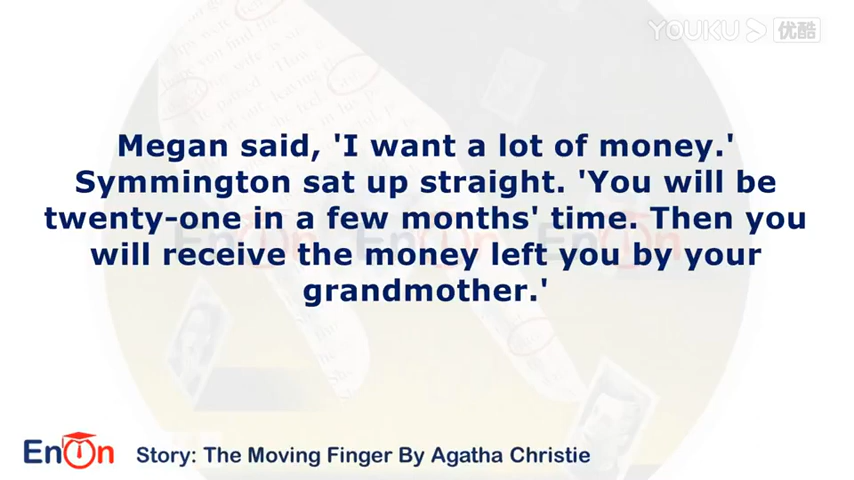 YOUKU 优酷
Megan said, 'I want a lot of money.'
Symmington sat up straight. 'You will be
twenty-one in a few months' time. Then you
will receive the money left you by your
grandmother.'
EnOn
Story: The Moving Finger By Agatha Christie